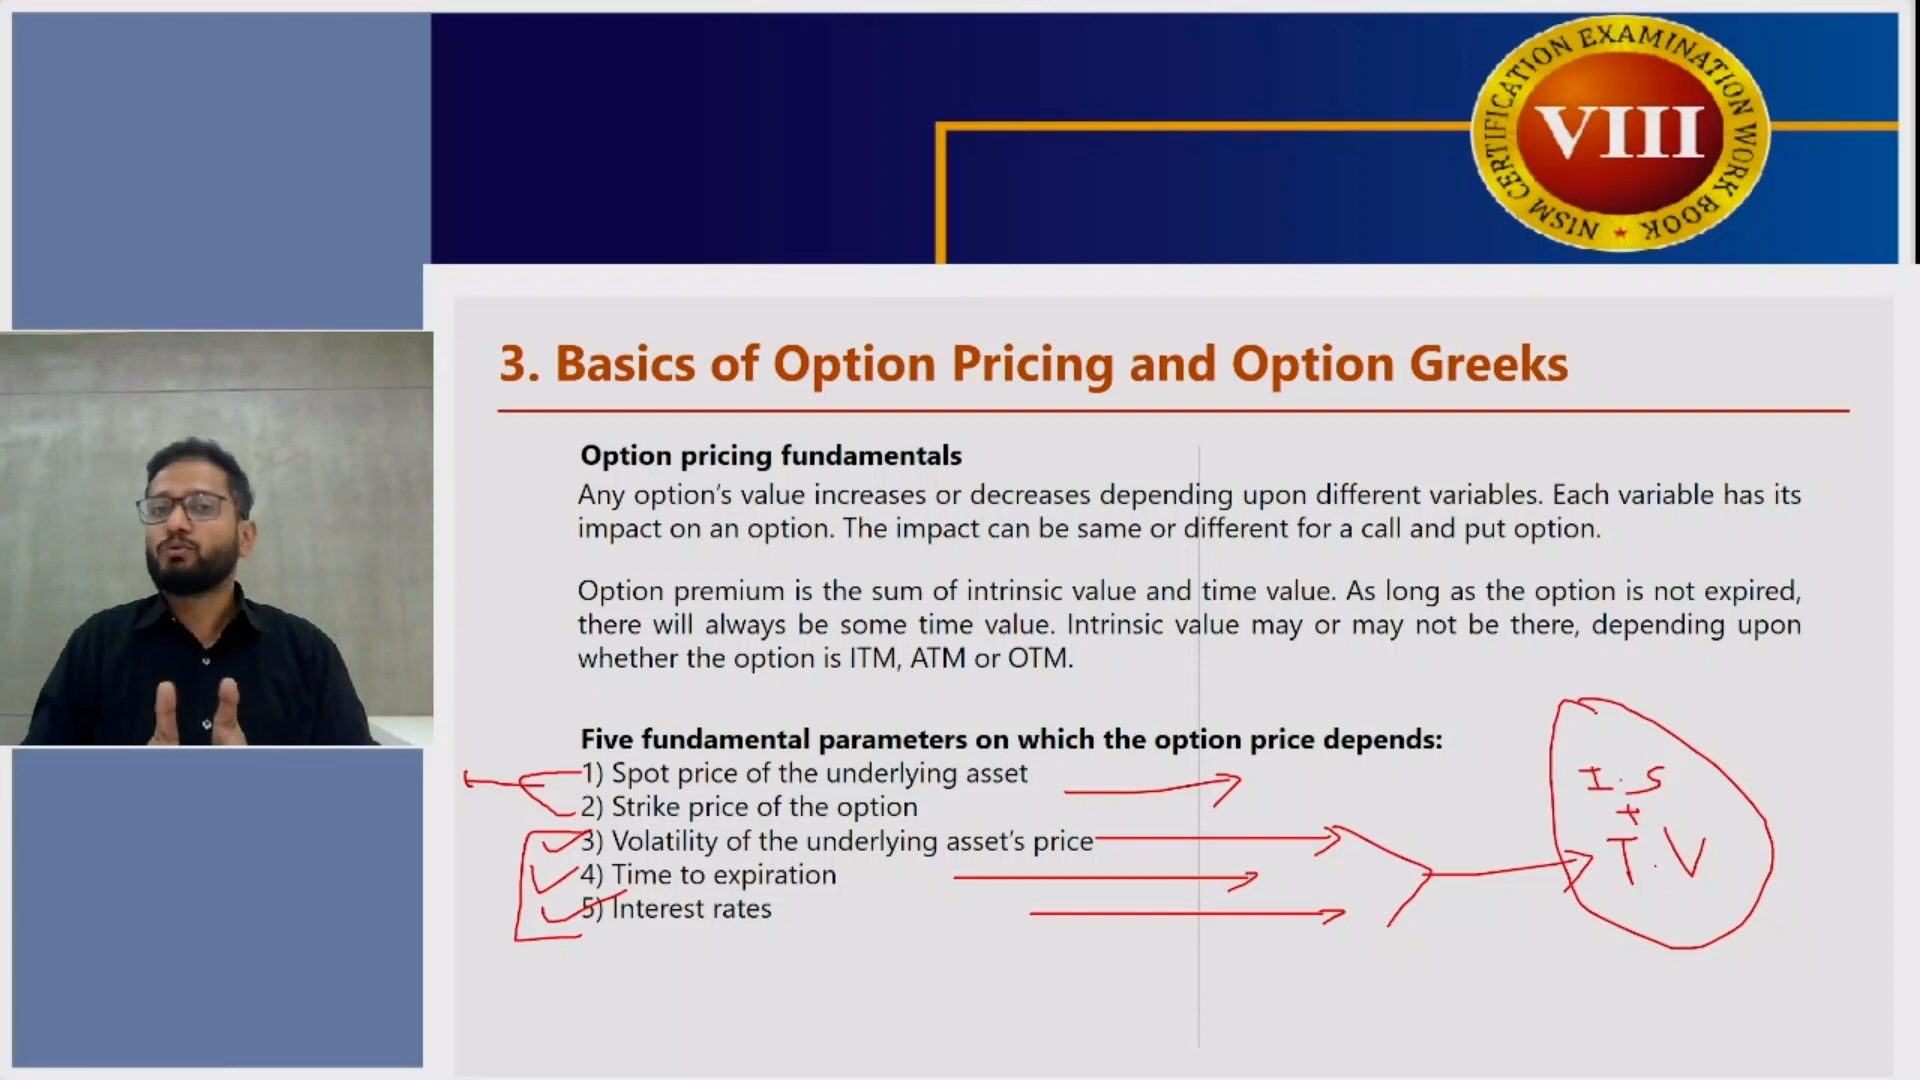 NISM CERTIFICATION EXAMINATION WORK BOOK
VIII
3. Basics of Option Pricing and Option Greeks
Option pricing fundamentals
Any option's value increases or decreases depending upon different variables. Each variable has its
impact on an option. The impact can be same or different for a call and put option.
Option premium is the sum of intrinsic value and time value. As long as the option is not expired,
there will always be some time value. Intrinsic value may or may not be there, depending upon
whether the option is ITM, ATM or OTM.
Five fundamental parameters on which the option price depends:
1) Spot price of the underlying asset
2) Strike price of the option
3) Volatility of the underlying asset's price
4) Time to expiration
5) Interest rates
I.S
+
T.V